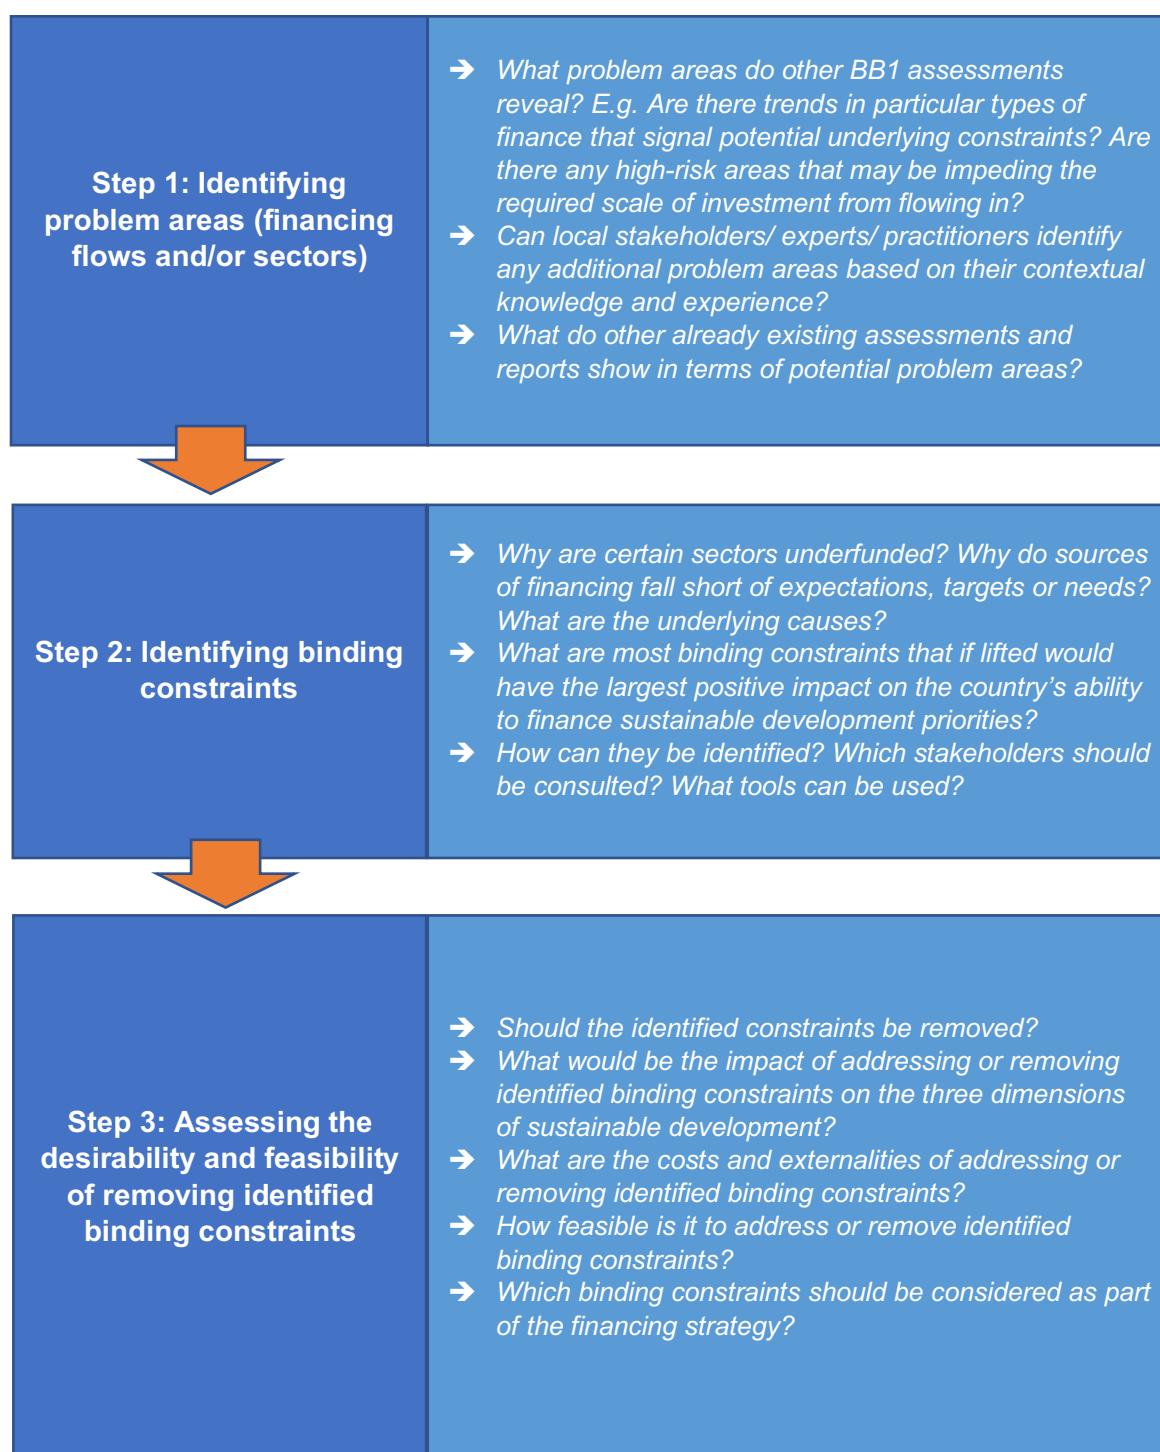 Step 1: Identifying
problem areas (financing
flows and/or sectors)
➔ What problem areas do other BB1 assessments
reveal? E.g. Are there trends in particular types of
finance that signal potential underlying constraints? Are
there any high-risk areas that may be impeding the
required scale of investment from flowing in?
➔ Can local stakeholders/ experts/ practitioners identify
any additional problem areas based on their contextual
knowledge and experience?
➔ What do other already existing assessments and
reports show in terms of potential problem areas?
Step 2: Identifying binding
constraints
➔ Why are certain sectors underfunded? Why do sources
of financing fall short of expectations, targets or needs?
What are the underlying causes?
➔ What are most binding constraints that if lifted would
have the largest positive impact on the country’s ability
to finance sustainable development priorities?
➔ How can they be identified? Which stakeholders should
be consulted? What tools can be used?
Step 3: Assessing the
desirability and feasibility
of removing identified
binding constraints
➔ Should the identified constraints be removed?
➔ What would be the impact of addressing or removing
identified binding constraints on the three dimensions
of sustainable development?
➔ What are the costs and externalities of addressing or
removing identified binding constraints?
➔ How feasible is it to address or remove identified
binding constraints?
➔ Which binding constraints should be considered as part
of the financing strategy?